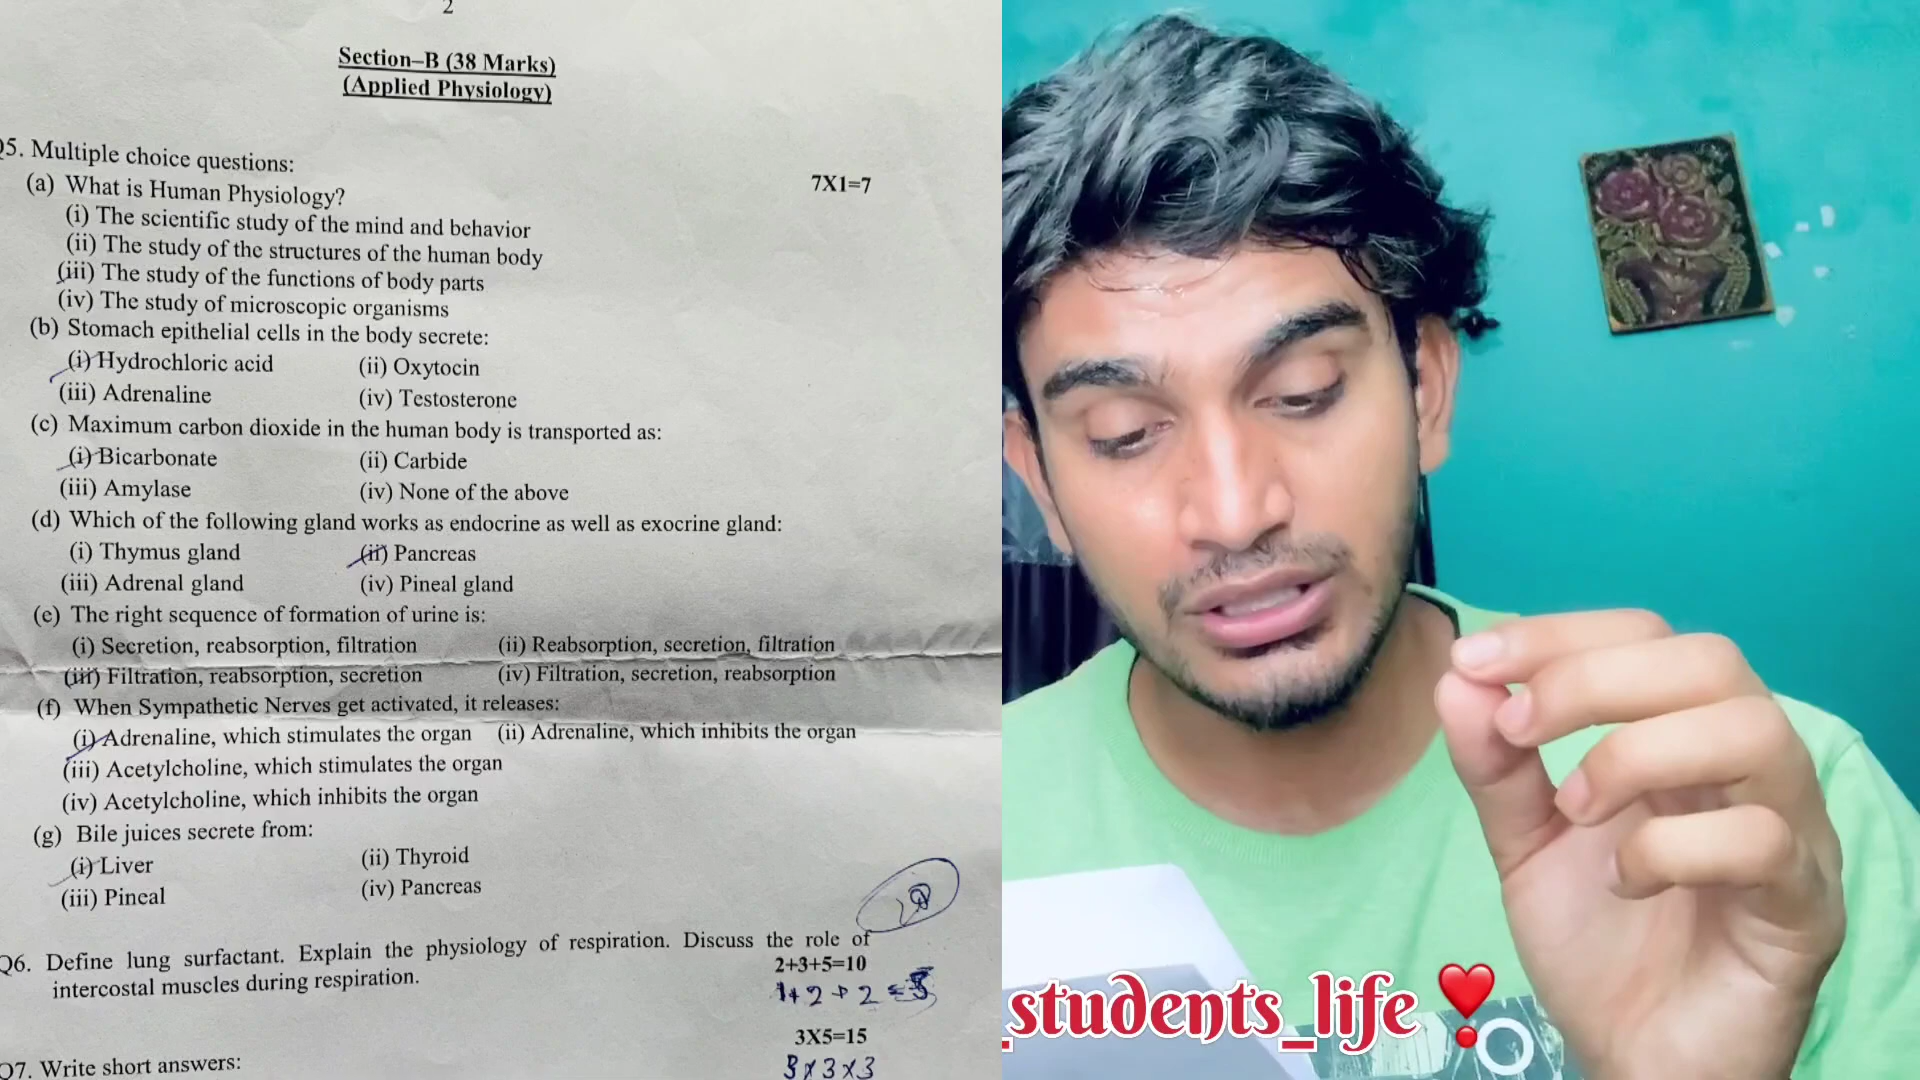 2
Section–B (38 Marks)
(Applied Physiology)
Q5. Multiple choice questions:
7X1=7
(a) What is Human Physiology?
(i) The scientific study of the mind and behavior
(ii) The study of the structures of the human body
(iii) The study of the functions of body parts
(iv) The study of microscopic organisms
(b) Stomach epithelial cells in the body secrete:
(i) Hydrochloric acid (ii) Oxytocin
(iii) Adrenaline (iv) Testosterone
(c) Maximum carbon dioxide in the human body is transported as:
(i) Bicarbonate (ii) Carbide
(iii) Amylase (iv) None of the above
(d) Which of the following gland works as endocrine as well as exocrine gland:
(i) Thymus gland (ii) Pancreas
(iii) Adrenal gland (iv) Pineal gland
(e) The right sequence of formation of urine is:
(i) Secretion, reabsorption, filtration (ii) Reabsorption, secretion, filtration
(iii) Filtration, reabsorption, secretion (iv) Filtration, secretion, reabsorption
(f) When Sympathetic Nerves get activated, it releases:
(i) Adrenaline, which stimulates the organ (ii) Adrenaline, which inhibits the organ
(iii) Acetylcholine, which stimulates the organ
(iv) Acetylcholine, which inhibits the organ
(g) Bile juices secrete from:
(i) Liver (ii) Thyroid
(iii) Pineal (iv) Pancreas
Q6. Define lung surfactant. Explain the physiology of respiration. Discuss the role of
intercostal muscles during respiration.
2+3+5=10
1+2+2=5
3X5=15
Q7. Write short answers:
3x3x3
_students_life